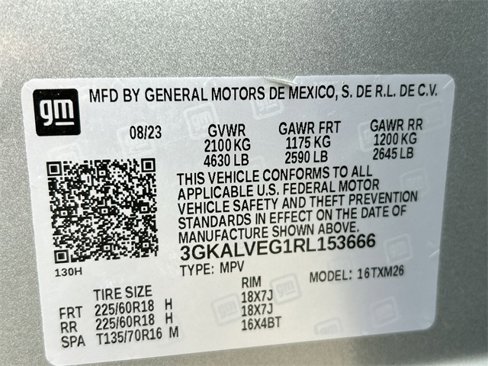 gm MFD BY GENERAL MOTORS DE MEXICO, S. DE R.L. DE C.V.
08/23 GVWR GAWR FRT GAWR RR
2100 KG 1175 KG 1200 KG
4630 LB 2590 LB 2645 LB
THIS VEHICLE CONFORMS TO ALL
APPLICABLE U.S. FEDERAL MOTOR
VEHICLE SAFETY AND THEFT PREVENTION
STANDARDS IN EFFECT ON THE DATE OF
MANUFACTURE SHOWN ABOVE.
3GKALVEG1RL153666
130H TYPE: MPV MODEL: 16TXM26
TIRE SIZE RIM
FRT 225/60R18 H 18X7J
RR 225/60R18 H 18X7J
SPA T135/70R16 M 16X4BT